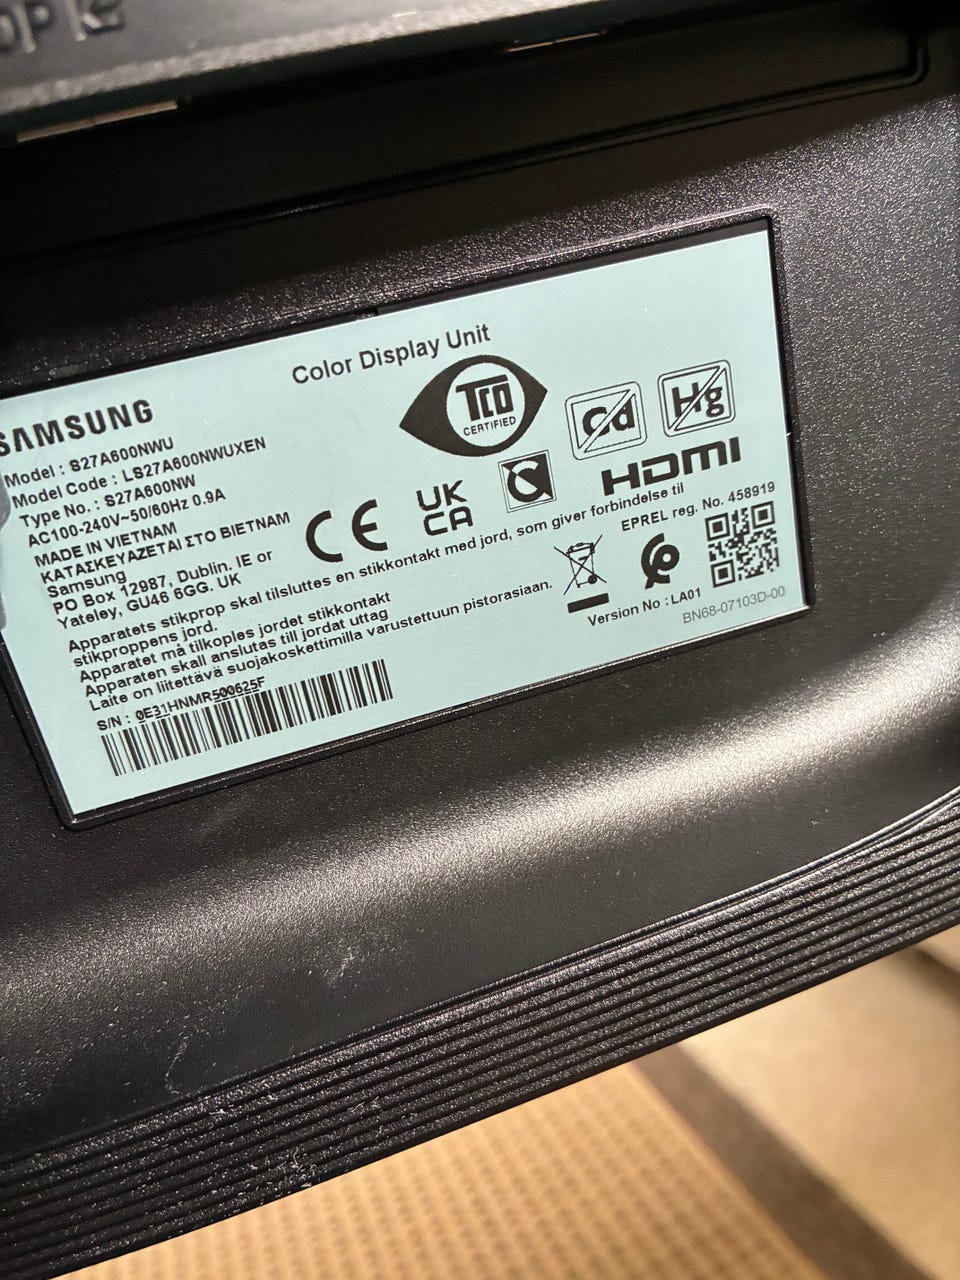 Color Display Unit
SAMSUNG
Model : S27A600NWU
Model Code : LS27A600NWUXEN
Type No. : S27A600NW
AC100-240V~50/60Hz 0.9A
MADE IN VIETNAM
ΚΑΤΑΣΚΕΥΑΖΕΤΑΙ ΣΤΟ ΒΙΕΤΝΑΜ
Samsung
PO Box 12987, Dublin. IE or
Yateley, GU46 6GG. UK
TCO
CERTIFIED
Cd
Hg
CE
UK
CA
HDMI
Apparatets stikprop skal tilsluttes en stikkontakt med jord, som giver forbindelse til
stikproppens jord.
Apparatet må tilkoples jordet stikkontakt
Apparaten skall anslutas till jordat uttag
Laite on liitettävä suojakoskettimilla varustettuun pistorasiaan.
EPREL reg. No. 458919
Version No : LA01
BN68-07103D-00
S/N : 0E31HNMR500625F